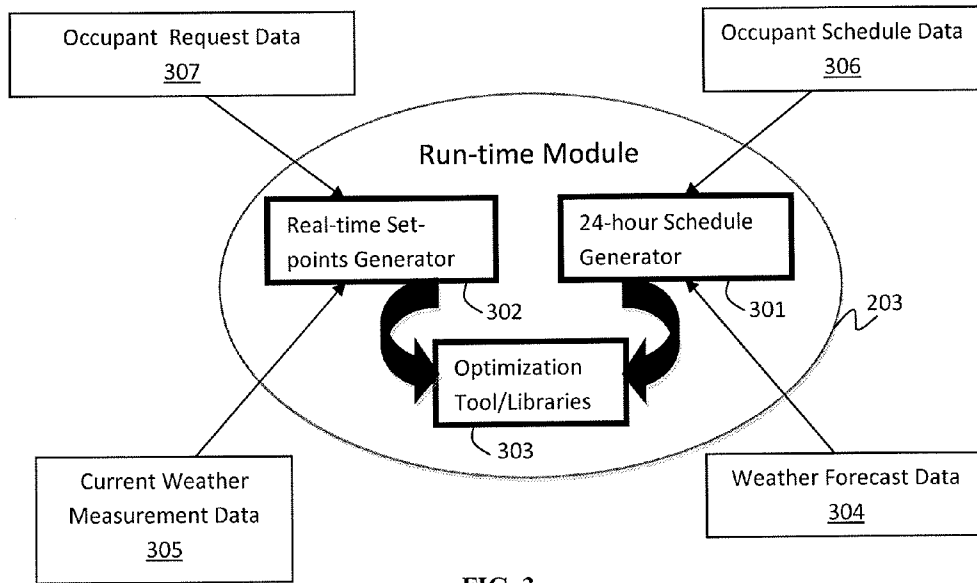 Occupant Request Data
307
Occupant Schedule Data
306
Run-time Module
Real-time Set-
points Generator
302
24-hour Schedule
Generator
301
203
Optimization
Tool/Libraries
303
Current Weather
Measurement Data
305
Weather Forecast Data
304
FIG. 3